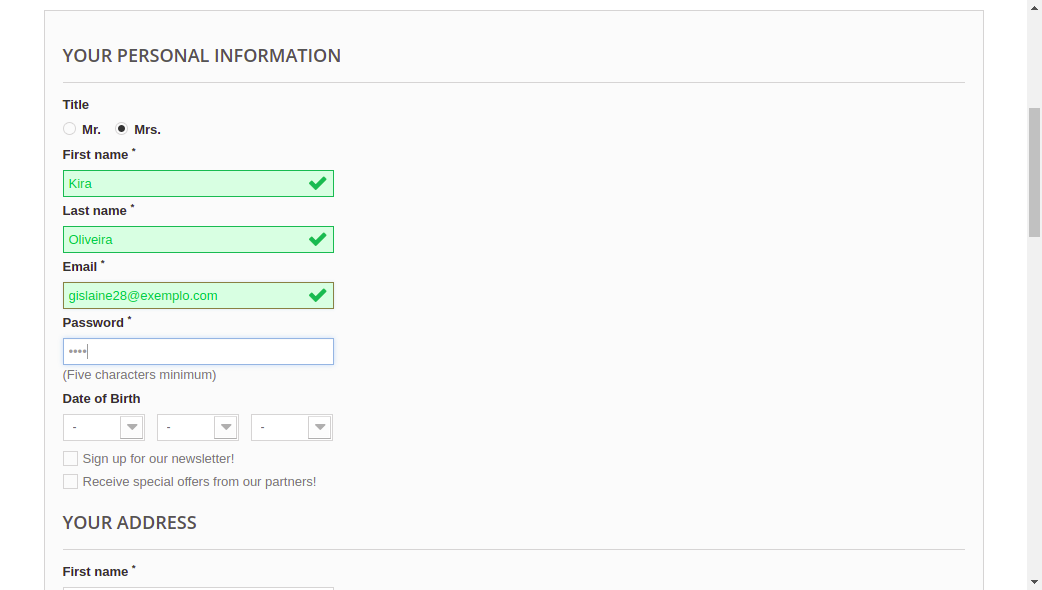 YOUR PERSONAL INFORMATION
Title
Mr. Mrs.
First name *
Kira
Last name *
Oliveira
Email *
gislaine28@exemplo.com
Password *
••••
(Five characters minimum)
Date of Birth
- - -
Sign up for our newsletter!
Receive special offers from our partners!
YOUR ADDRESS
First name *